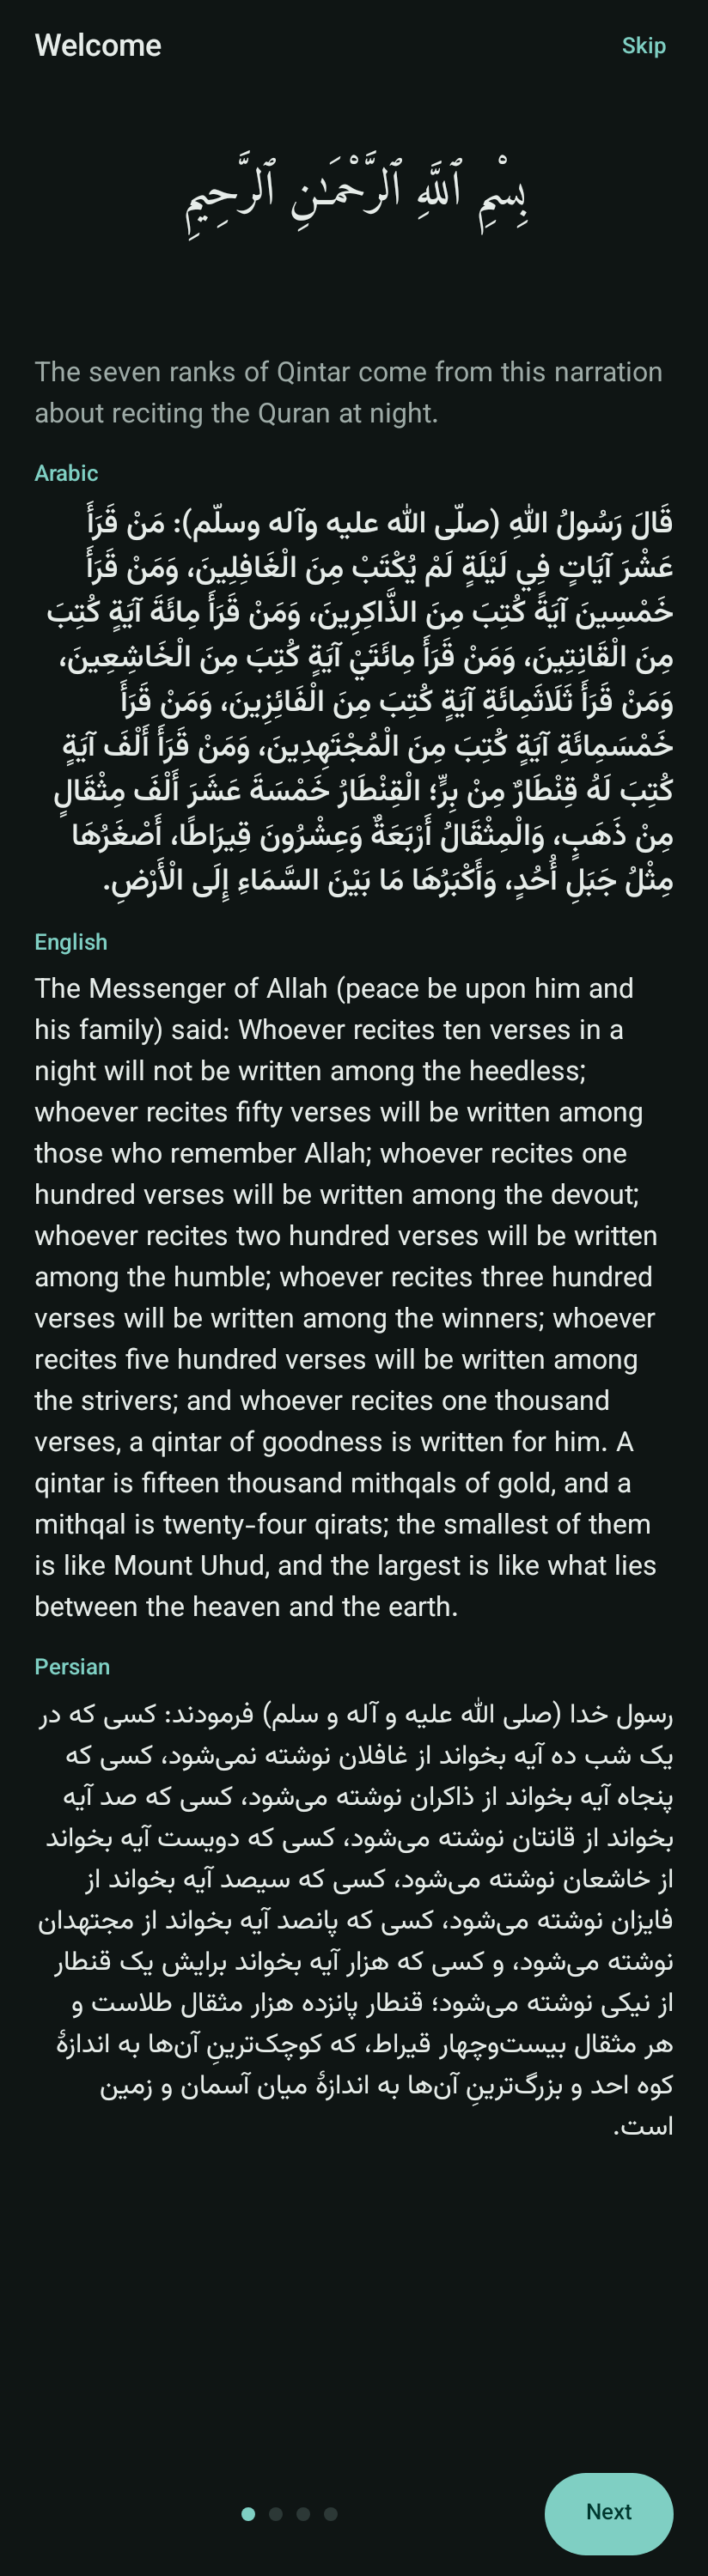 Welcome
Skip
بِسْمِ ٱللَّهِ ٱلرَّحْمَـٰنِ ٱلرَّحِيمِ
The seven ranks of Qintar come from this narration
about reciting the Quran at night.
Arabic
قَالَ رَسُولُ اللهِ (صلّى الله عليه وآله وسلّم): مَنْ قَرَأَ
عَشْرَ آيَاتٍ فِي لَيْلَةٍ لَمْ يُكْتَبْ مِنَ الْغَافِلِينَ، وَمَنْ قَرَأَ
خَمْسِينَ آيَةً كُتِبَ مِنَ الذَّاكِرِينَ، وَمَنْ قَرَأَ مِائَةَ آيَةٍ كُتِبَ
مِنَ الْقَانِتِينَ، وَمَنْ قَرَأَ مِائَتَيْ آيَةٍ كُتِبَ مِنَ الْخَاشِعِينَ،
وَمَنْ قَرَأَ ثَلَاثَمِائَةِ آيَةٍ كُتِبَ مِنَ الْفَائِزِينَ، وَمَنْ قَرَأَ
خَمْسَمِائَةِ آيَةٍ كُتِبَ مِنَ الْمُجْتَهِدِينَ، وَمَنْ قَرَأَ أَلْفَ آيَةٍ
كُتِبَ لَهُ قِنْطَارٌ مِنْ بِرٍّ؛ الْقِنْطَارُ خَمْسَةَ عَشَرَ أَلْفَ مِثْقَالٍ
مِنْ ذَهَبٍ، وَالْمِثْقَالُ أَرْبَعَةٌ وَعِشْرُونَ قِيرَاطًا، أَصْغَرُهَا
مِثْلُ جَبَلِ أُحُدٍ، وَأَكْبَرُهَا مَا بَيْنَ السَّمَاءِ إِلَى الْأَرْضِ.
English
The Messenger of Allah (peace be upon him and
his family) said: Whoever recites ten verses in a
night will not be written among the heedless;
whoever recites fifty verses will be written among
those who remember Allah; whoever recites one
hundred verses will be written among the devout;
whoever recites two hundred verses will be written
among the humble; whoever recites three hundred
verses will be written among the winners; whoever
recites five hundred verses will be written among
the strivers; and whoever recites one thousand
verses, a qintar of goodness is written for him. A
qintar is fifteen thousand mithqals of gold, and a
mithqal is twenty-four qirats; the smallest of them
is like Mount Uhud, and the largest is like what lies
between the heaven and the earth.
Persian
رسول خدا (صلی الله علیه و آله و سلم) فرمودند: کسی که در
یک شب ده آیه بخواند از غافلان نوشته نمی‌شود، کسی که
پنجاه آیه بخواند از ذاکران نوشته می‌شود، کسی که صد آیه
بخواند از قانتان نوشته می‌شود، کسی که دویست آیه بخواند
از خاشعان نوشته می‌شود، کسی که سیصد آیه بخواند از
فایزان نوشته می‌شود، کسی که پانصد آیه بخواند از مجتهدان
نوشته می‌شود، و کسی که هزار آیه بخواند برایش یک قنطار
از نیکی نوشته می‌شود؛ قنطار پانزده هزار مثقال طلاست و
هر مثقال بیست‌وچهار قیراط، که کوچک‌ترینِ آن‌ها به اندازهٔ
کوه احد و بزرگ‌ترینِ آن‌ها به اندازهٔ میان آسمان و زمین
است.
Next